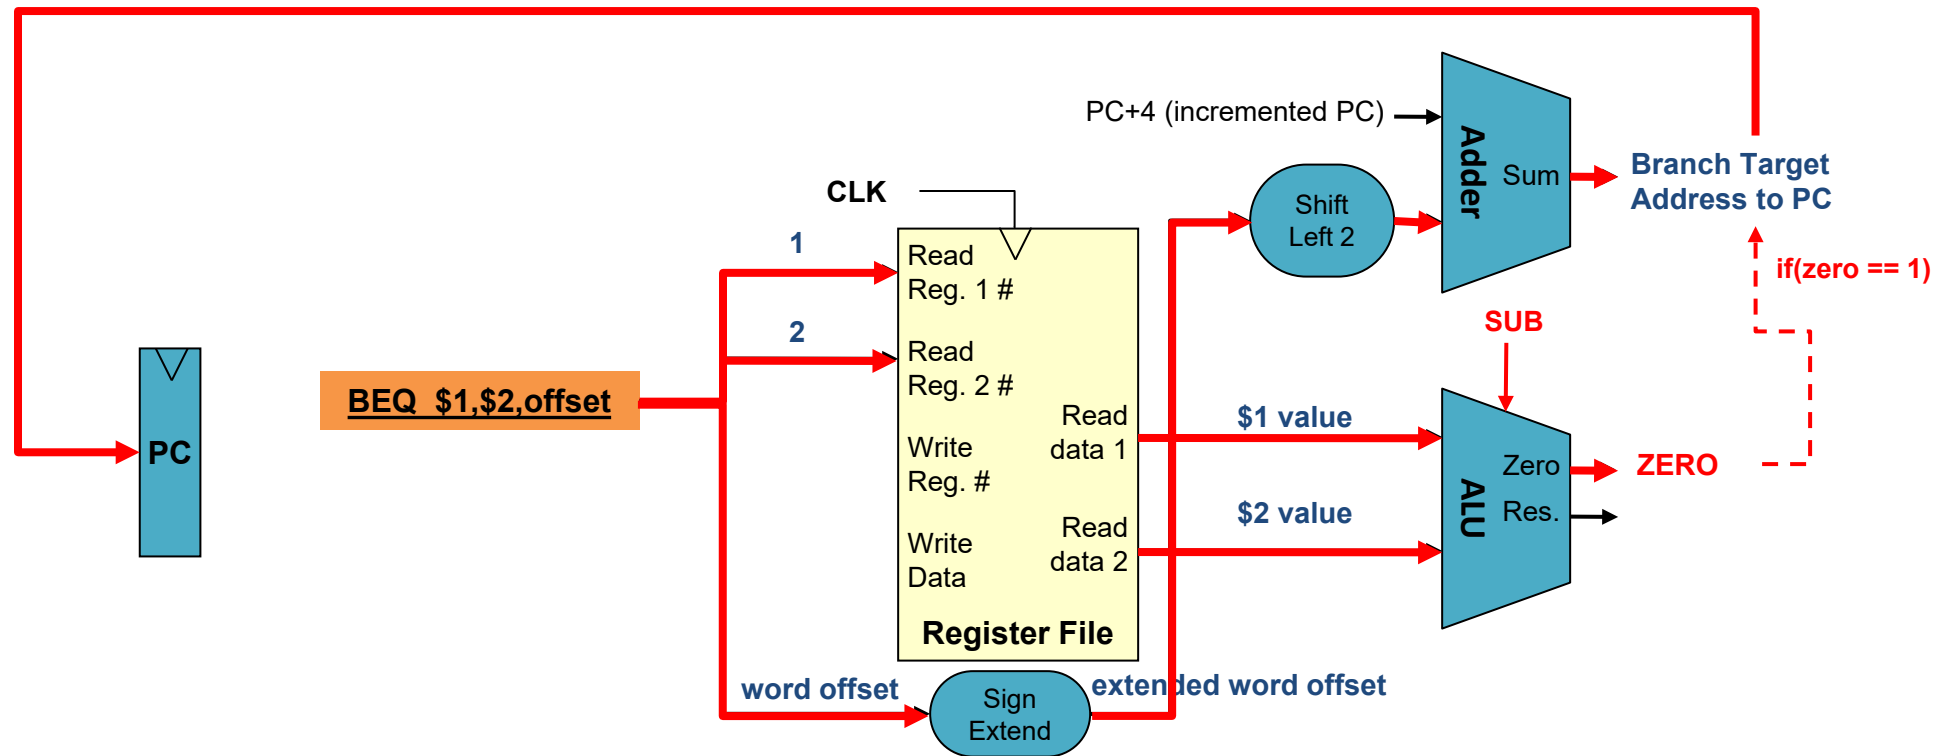 PC+4 (incremented PC)
Adder
Sum
Branch Target
Address to PC
CLK
Shift
Left 2
1
Read
Reg. 1 #
if(zero == 1)
2
SUB
Read
Reg. 2 #
BEQ  $1,$2,offset
PC
Read
data 1
$1 value
Write
Reg. #
Zero
ZERO
ALU
Res.
$2 value
Read
data 2
Write
Data
Register File
word offset
Sign
Extend
extended word offset